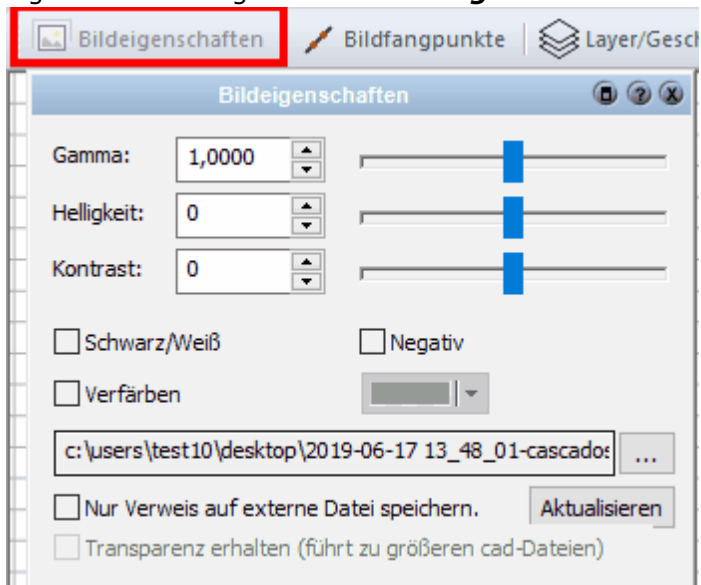 Bildeigenschaften Bildfangpunkte Layer/Gesch
Bildeigenschaften
Gamma: 1,0000
Helligkeit: 0
Kontrast: 0
Schwarz/Weiß Negativ
Verfärben
c:\users\test10\desktop\2019-06-17 13_48_01-cascados ...
Nur Verweis auf externe Datei speichern. Aktualisieren
Transparenz erhalten (führt zu größeren cad-Dateien)